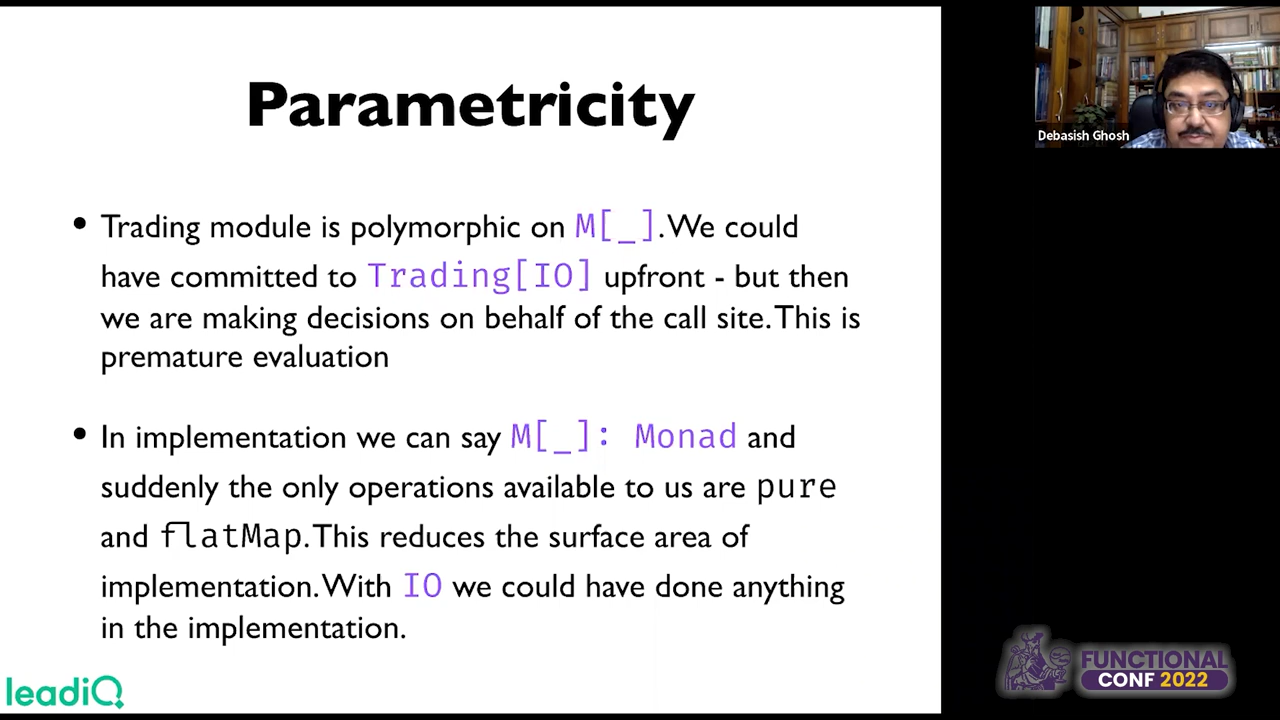 Parametricity
• Trading module is polymorphic on M[_]. We could
have committed to Trading[IO] upfront - but then
we are making decisions on behalf of the call site. This is
premature evaluation
• In implementation we can say M[_]: Monad and
suddenly the only operations available to us are pure
and flatMap. This reduces the surface area of
implementation. With IO we could have done anything
in the implementation.
leadiQ
Debasish Ghosh
FUNCTIONAL
CONF 2022